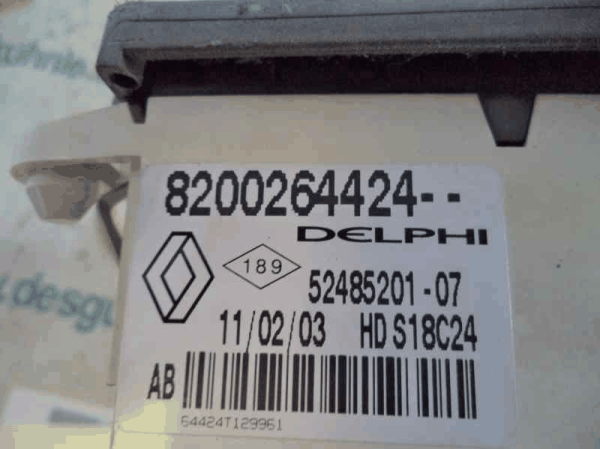 8200264424--
DELPHI
189
52485201-07
11/02/03 HD S18C24
AB
64424T129961